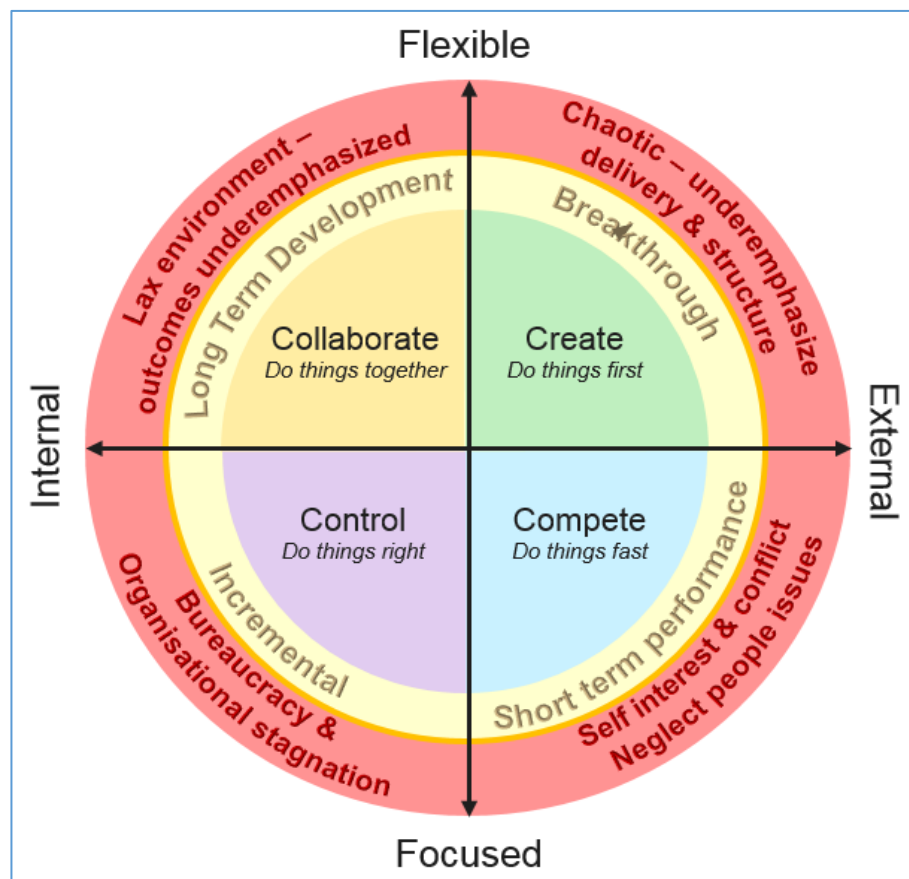 Flexible
Lax environment –
outcomes underemphasized
Chaotic – underemphasize
delivery & structure
Long Term Development
Breakthrough
Collaborate
Do things together
Create
Do things first
Internal
External
Control
Do things right
Compete
Do things fast
Incremental
Short term performance
Bureaucracy &
Organisational stagnation
Self interest & conflict
Neglect people issues
Focused